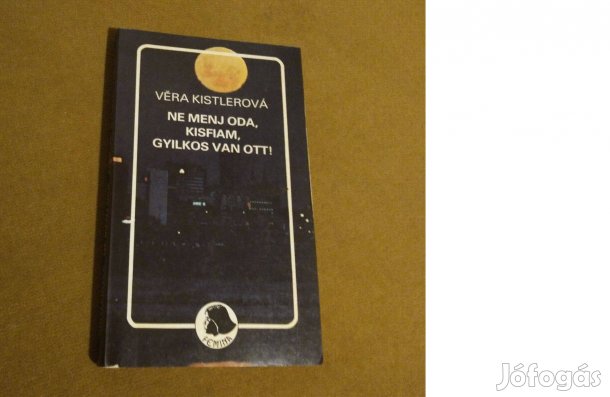 VĚRA KISTLEROVÁ
NE MENJ ODA,
KISFIAM,
GYILKOS VAN OTT!
FEMINA
Jófogás